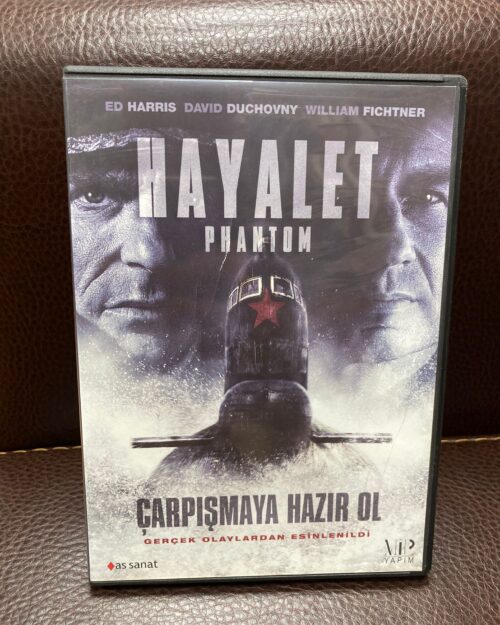 ED HARRIS DAVID DUCHOVNY WILLIAM FICHTNER
HAYALET
PHANTOM
ÇARPIŞMAYA HAZIR OL
GERÇEK OLAYLARDAN ESİNLENİLDİ
as sanat
VIP
YAPIM